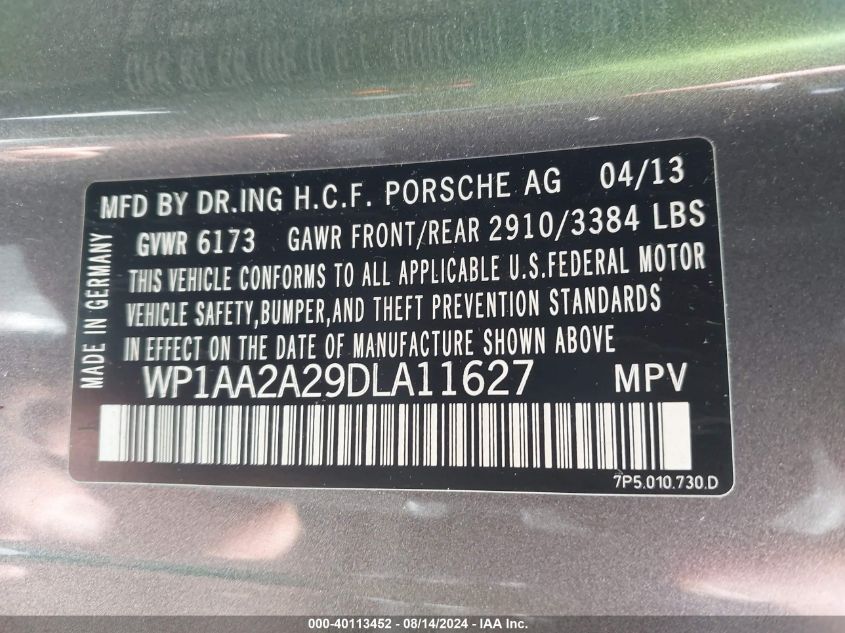 MFD BY DR.ING H.C.F. PORSCHE AG 04/13
GVWR 6173 GAWR FRONT/REAR 2910/3384 LBS
THIS VEHICLE CONFORMS TO ALL APPLICABLE U.S.FEDERAL MOTOR
VEHICLE SAFETY,BUMPER,AND THEFT PREVENTION STANDARDS
IN EFFECT ON THE DATE OF MANUFACTURE SHOWN ABOVE
MADE IN GERMANY
WP1AA2A29DLA11627 MPV
7P5.010.730.D
000-40113452 - 08/14/2024 - IAA Inc.